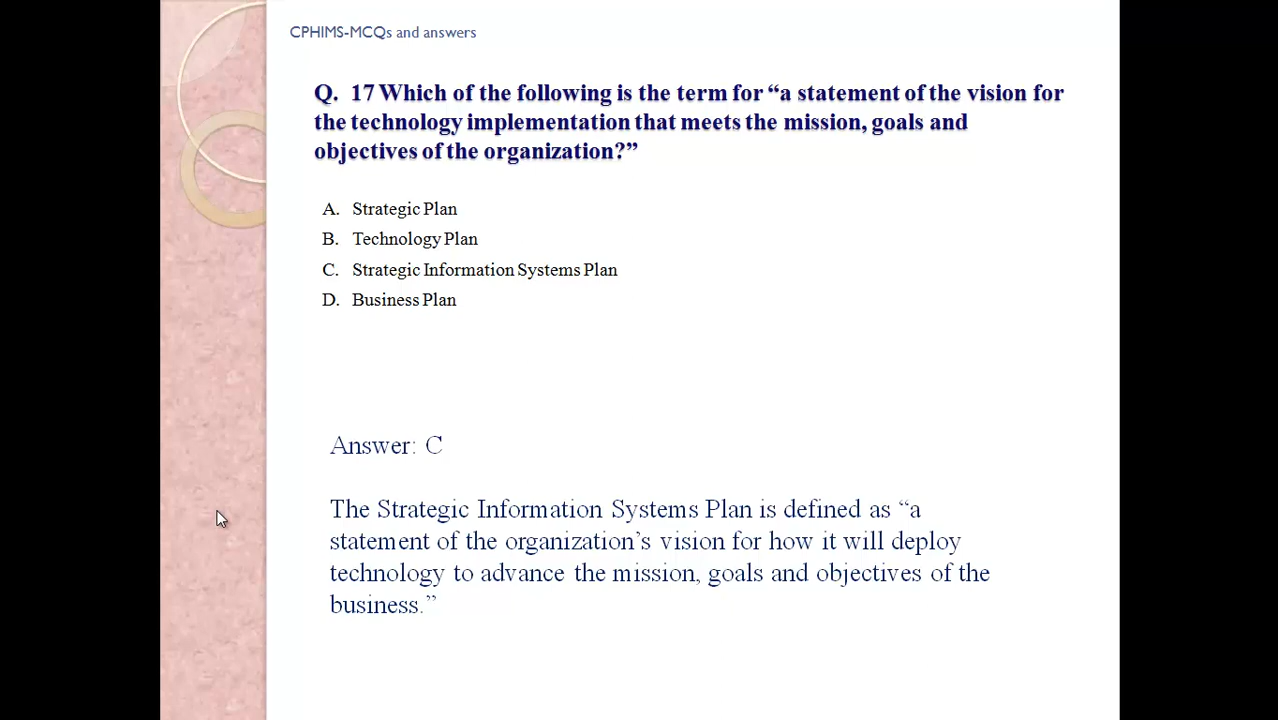 CPHIMS-MCQs and answers
Q. 17 Which of the following is the term for “a statement of the vision for
the technology implementation that meets the mission, goals and
objectives of the organization?”
A. Strategic Plan
B. Technology Plan
C. Strategic Information Systems Plan
D. Business Plan
Answer: C
The Strategic Information Systems Plan is defined as “a
statement of the organization’s vision for how it will deploy
technology to advance the mission, goals and objectives of the
business.”